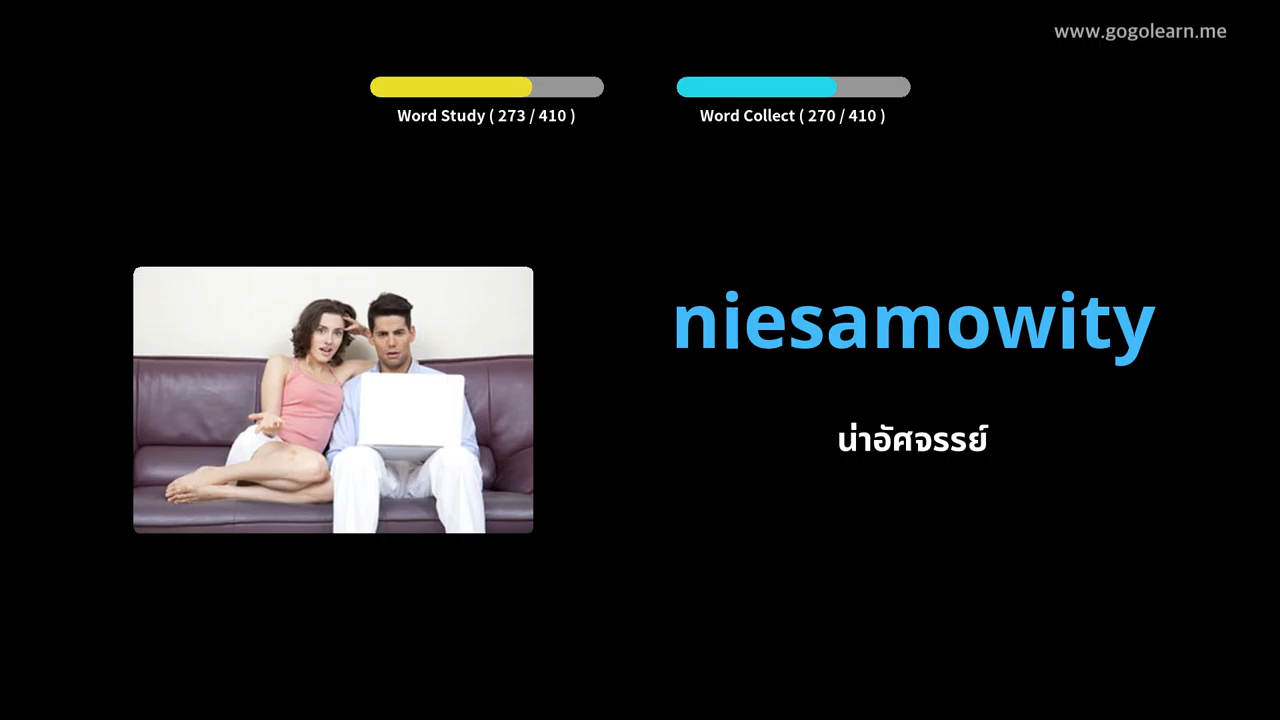 www.gogolearn.me
Word Study ( 273 / 410 )
Word Collect ( 270 / 410 )
niesamowity
น่าอัศจรรย์